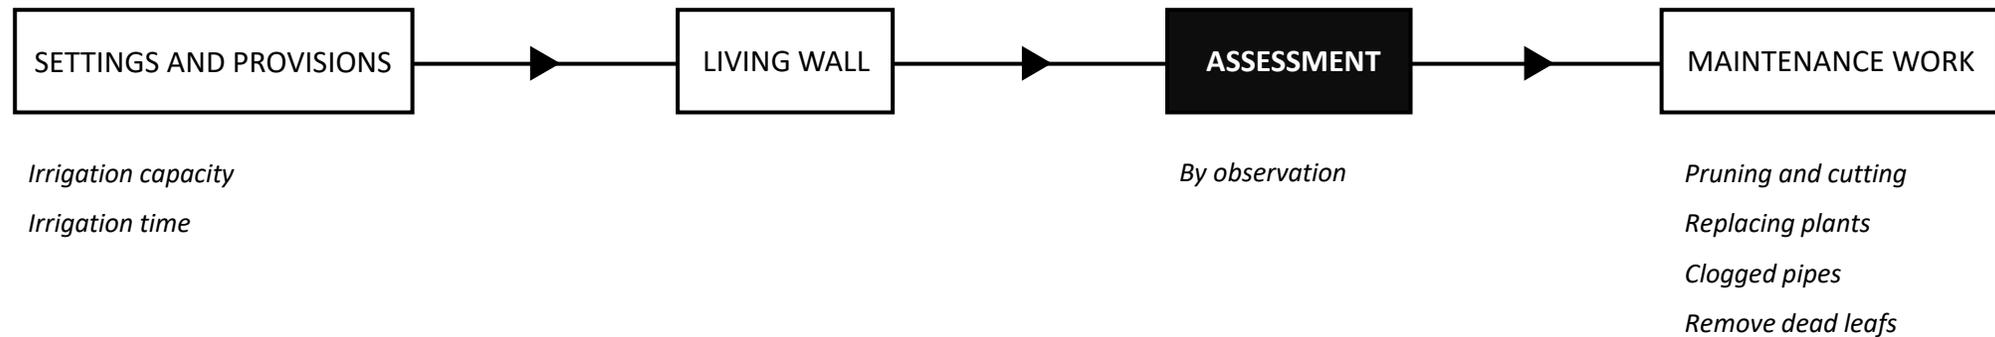 SETTINGS AND PROVISIONS
LIVING WALL
ASSESSMENT
MAINTENANCE WORK
Irrigation capacity
Irrigation time
By observation
Pruning and cutting
Replacing plants
Clogged pipes
Remove dead leafs